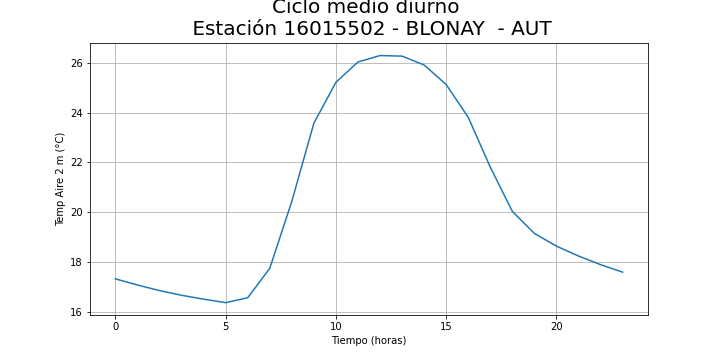 Ciclo medio diurno
Estación 16015502 - BLONAY  - AUT
26
24
22
20
18
16
Temp Aire 2 m (°C)
0 5 10 15 20
Tiempo (horas)